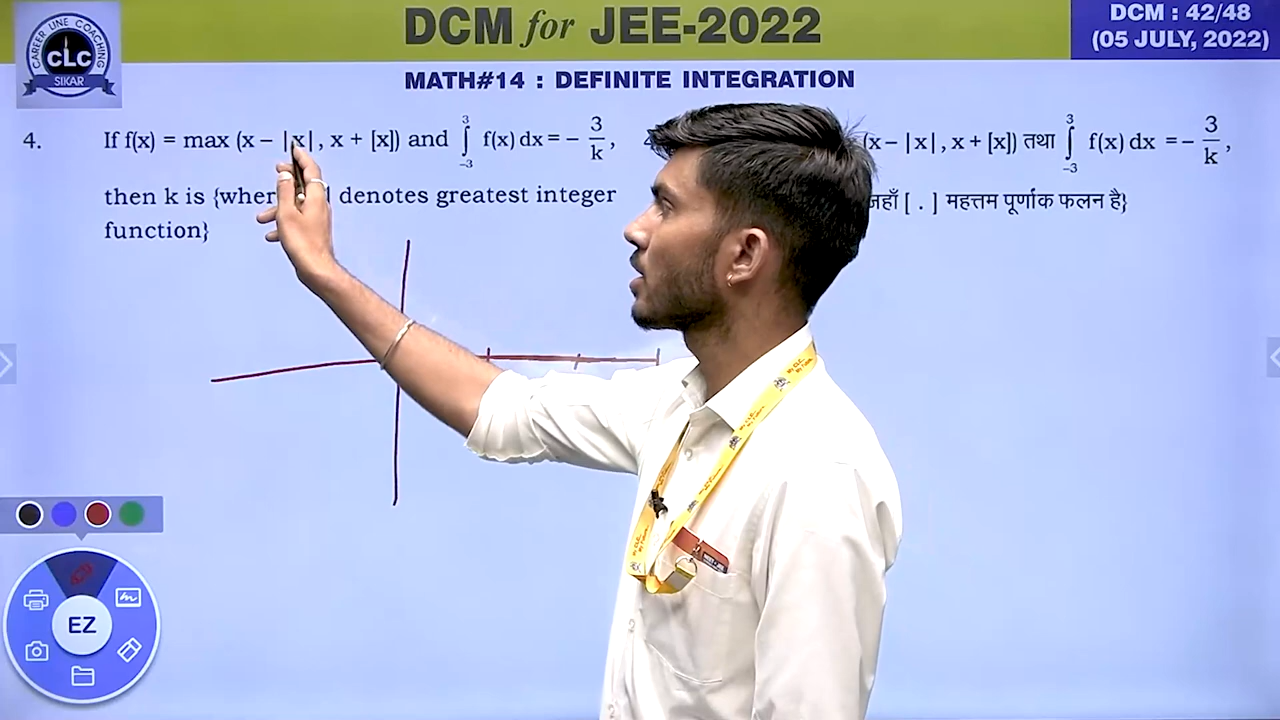 DCM for JEE-2022
DCM : 42/48
(05 JULY, 2022)
CAREER LINE COACHING
CLC
SIKAR
MATH#14 : DEFINITE INTEGRATION
4. If f(x) = max (x – |x|, x + [x]) and ∫₋₃³ f(x) dx = – 3/k,
then k is {wher denotes greatest integer
function}
(x – |x|, x + [x]) तथा ∫₋₃³ f(x) dx = – 3/k,
जहाँ [ . ] महत्तम पूर्णांक फलन है}
EZ